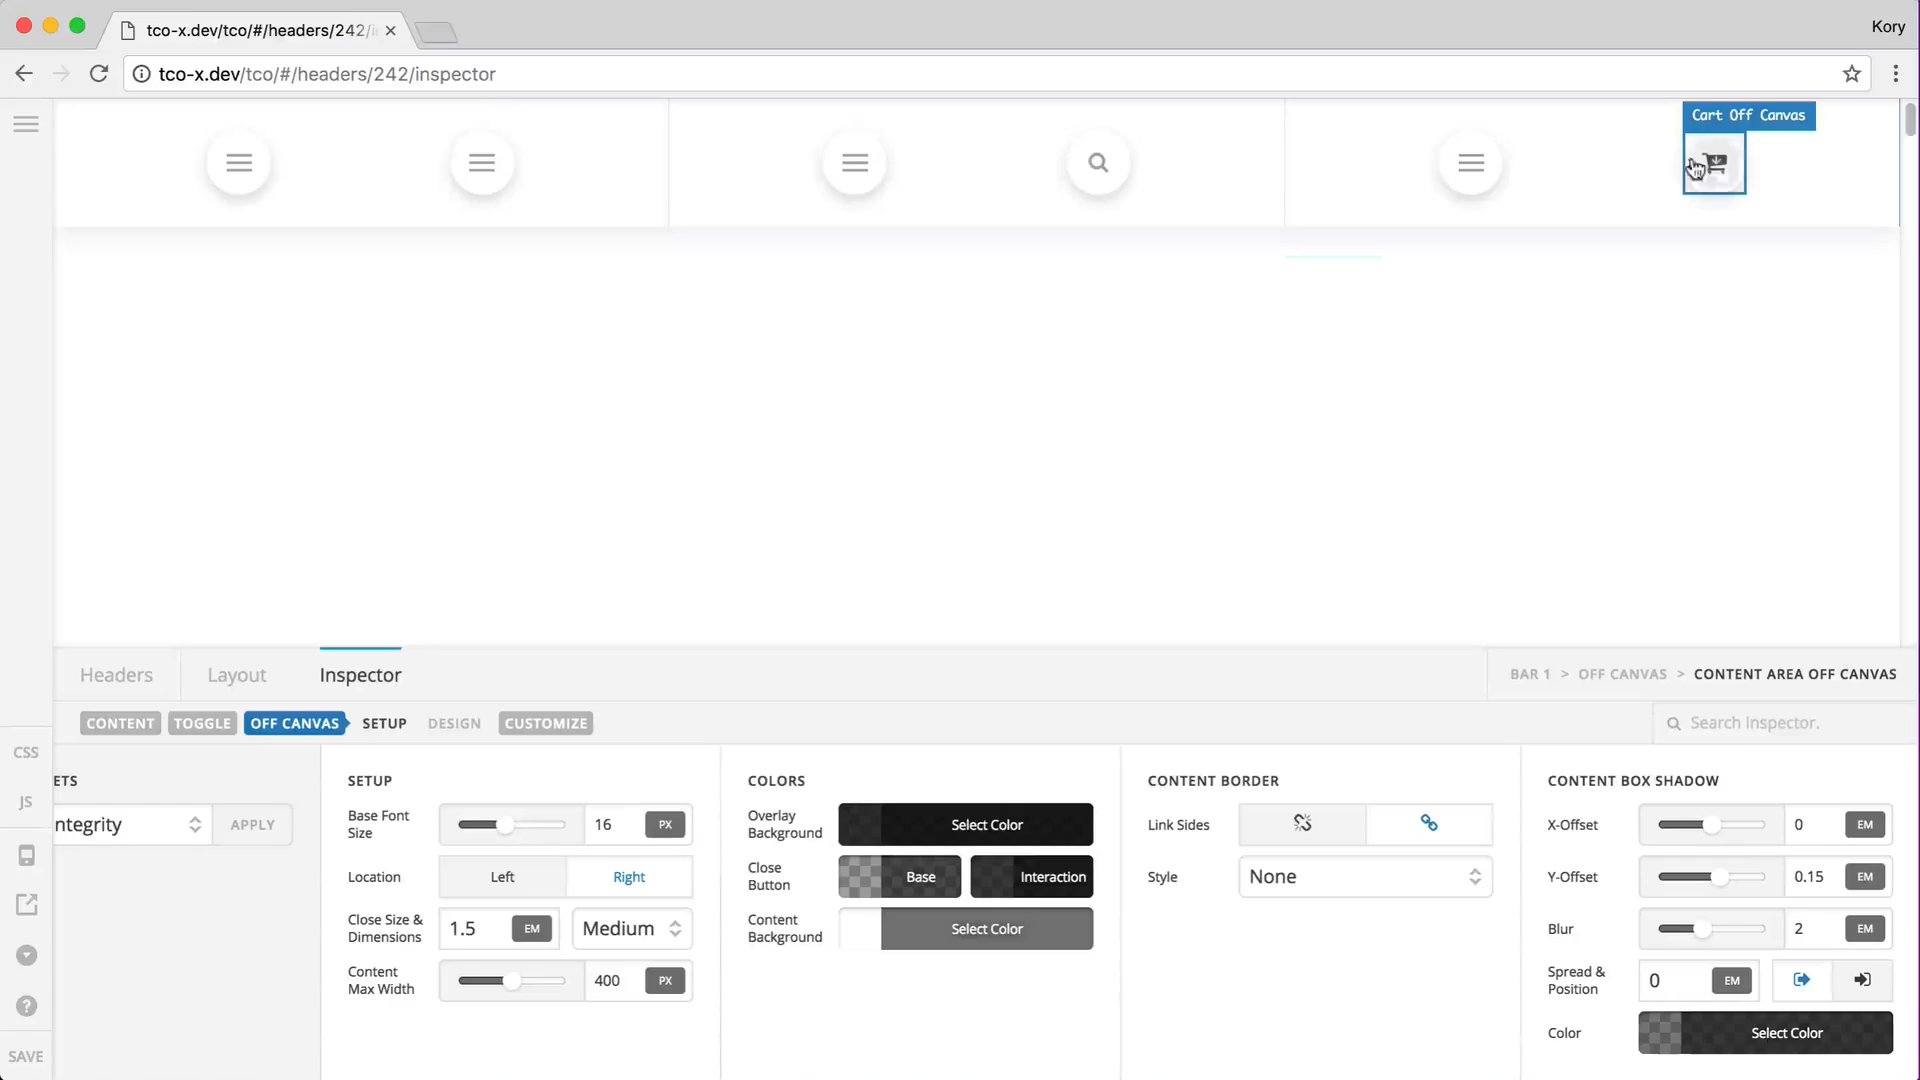 tco-x.dev/tco/#/headers/242/i
Kory
tco-x.dev/tco/#/headers/242/inspector
Cart Off Canvas
Headers
Layout
Inspector
BAR 1 > OFF CANVAS > CONTENT AREA OFF CANVAS
CONTENT
TOGGLE
OFF CANVAS
SETUP
DESIGN
CUSTOMIZE
Search Inspector.
CSS
JS
SAVE
ETS
ntegrity
APPLY
SETUP
Base Font
Size
16
PX
Location
Left
Right
Close Size &
Dimensions
1.5
EM
Medium
Content
Max Width
400
PX
COLORS
Overlay
Background
Select Color
Close
Button
Base
Interaction
Content
Background
Select Color
CONTENT BORDER
Link Sides
Style
None
CONTENT BOX SHADOW
X-Offset
0
EM
Y-Offset
0.15
EM
Blur
2
EM
Spread &
Position
0
EM
Color
Select Color